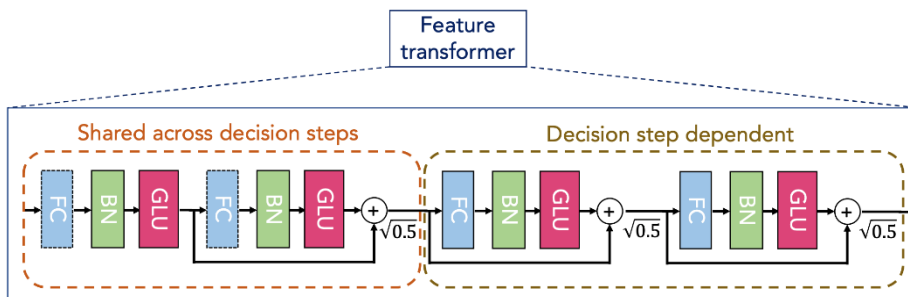 Feature
transformer
Shared across decision steps
Decision step dependent
FC
BN
GLU
FC
BN
GLU
+
√0.5
FC
BN
GLU
+
√0.5
FC
BN
GLU
+
√0.5